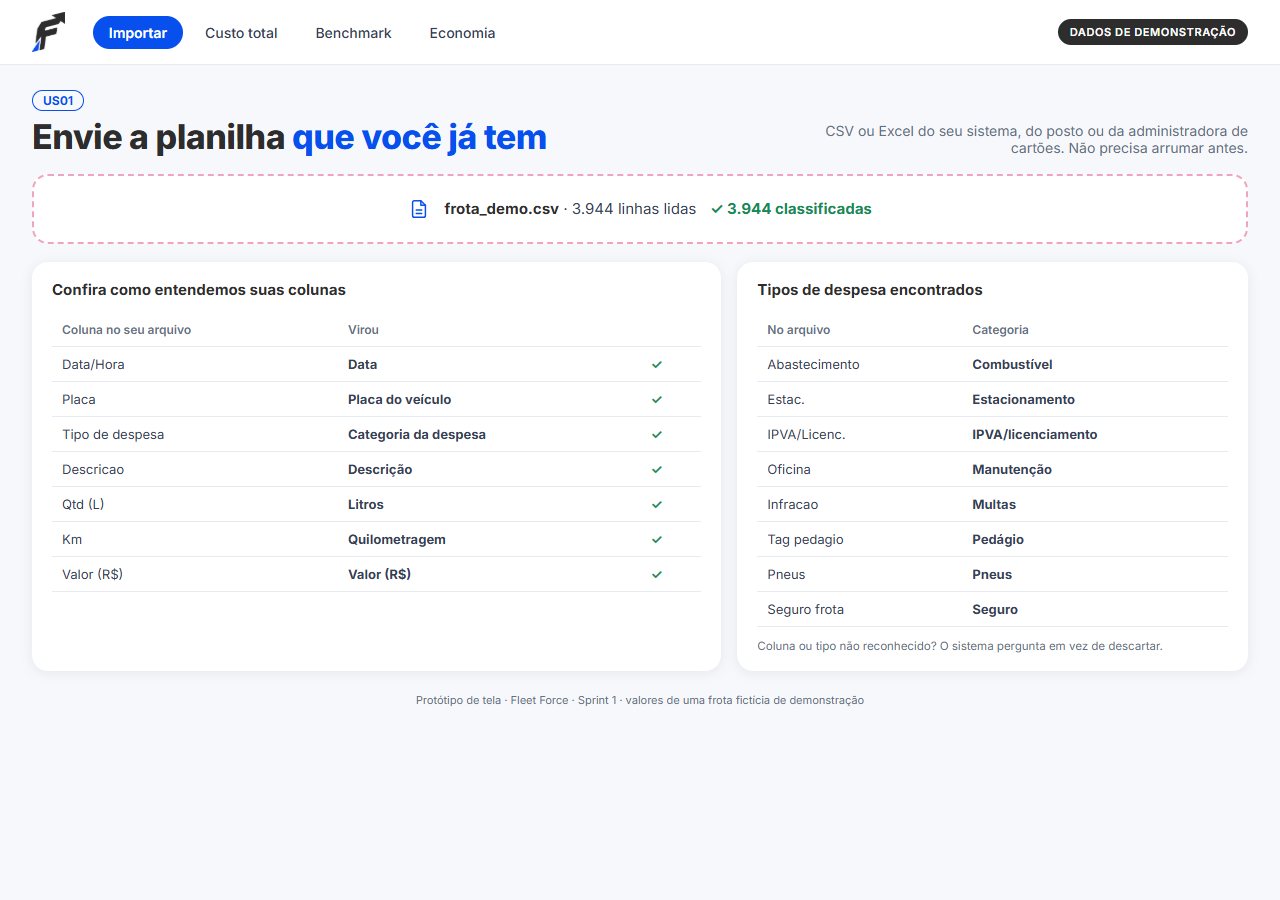 Importar Custo total Benchmark Economia DADOS DE DEMONSTRAÇÃO
US01
Envie a planilha que você já tem
CSV ou Excel do seu sistema, do posto ou da administradora de
cartões. Não precisa arrumar antes.
frota_demo.csv · 3.944 linhas lidas ✓ 3.944 classificadas
Confira como entendemos suas colunas
Coluna no seu arquivo Virou
Data/Hora Data ✓
Placa Placa do veículo ✓
Tipo de despesa Categoria da despesa ✓
Descricao Descrição ✓
Qtd (L) Litros ✓
Km Quilometragem ✓
Valor (R$) Valor (R$) ✓
Tipos de despesa encontrados
No arquivo Categoria
Abastecimento Combustível
Estac. Estacionamento
IPVA/Licenc. IPVA/licenciamento
Oficina Manutenção
Infracao Multas
Tag pedagio Pedágio
Pneus Pneus
Seguro frota Seguro
Coluna ou tipo não reconhecido? O sistema pergunta em vez de descartar.
Protótipo de tela · Fleet Force · Sprint 1 · valores de uma frota fictícia de demonstração